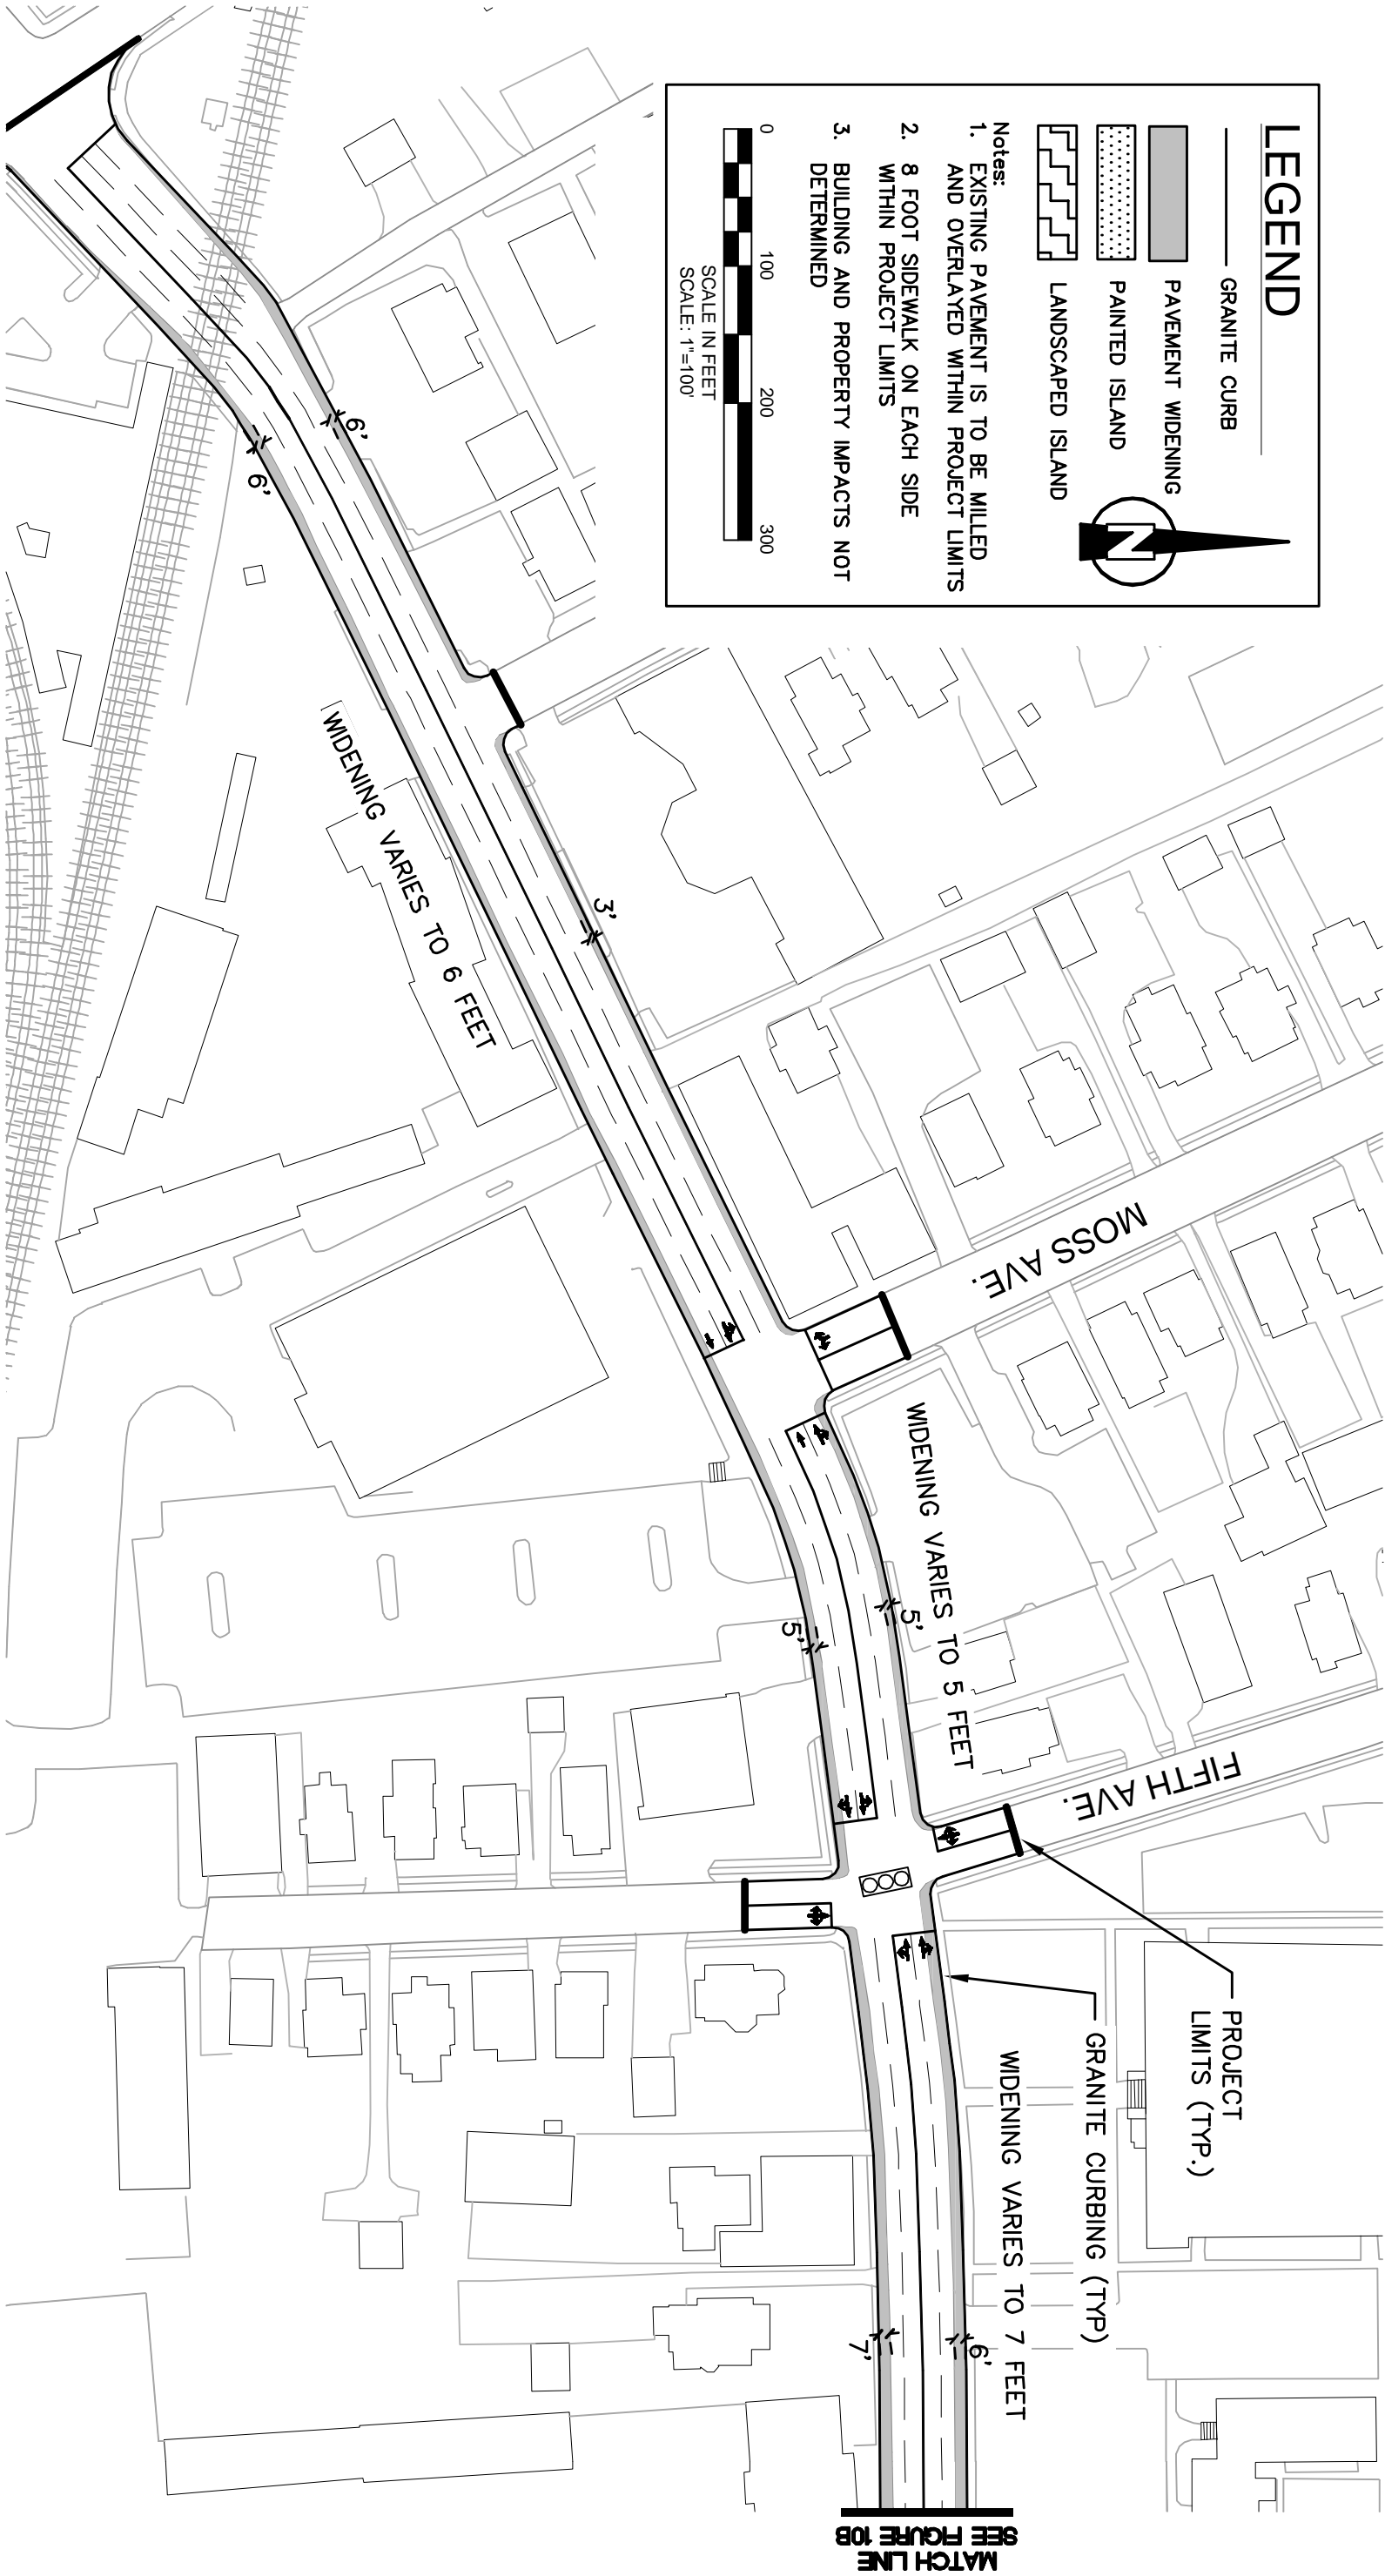 LEGEND
GRANITE CURB
PAVEMENT WIDENING
PAINTED ISLAND
LANDSCAPED ISLAND
N
Notes:
1. EXISTING PAVEMENT IS TO BE MILLED
AND OVERLAYED WITHIN PROJECT LIMITS
2. 8 FOOT SIDEWALK ON EACH SIDE
WITHIN PROJECT LIMITS
3. BUILDING AND PROPERTY IMPACTS NOT
DETERMINED
0 100 200 300
SCALE IN FEET
SCALE: 1"=100'
6'
6'
WIDENING VARIES TO 6 FEET
3'
MOSS AVE.
WIDENING VARIES TO 5 FEET
5'
5'
FIFTH AVE.
PROJECT
LIMITS (TYP.)
GRANITE CURBING (TYP)
WIDENING VARIES TO 7 FEET
6'
7'
MATCH LINE
SEE FIGURE 10B